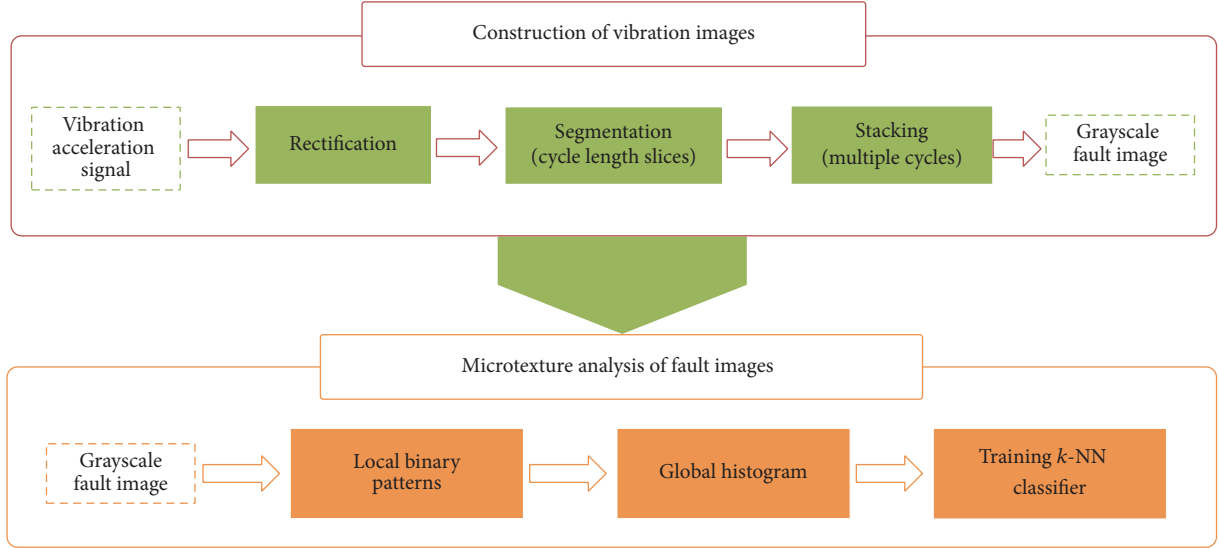 Construction of vibration images
Vibration
acceleration
signal
Rectification
Segmentation
(cycle length slices)
Stacking
(multiple cycles)
Grayscale
fault image
Microtexture analysis of fault images
Grayscale
fault image
Local binary
patterns
Global histogram
Training k-NN
classifier